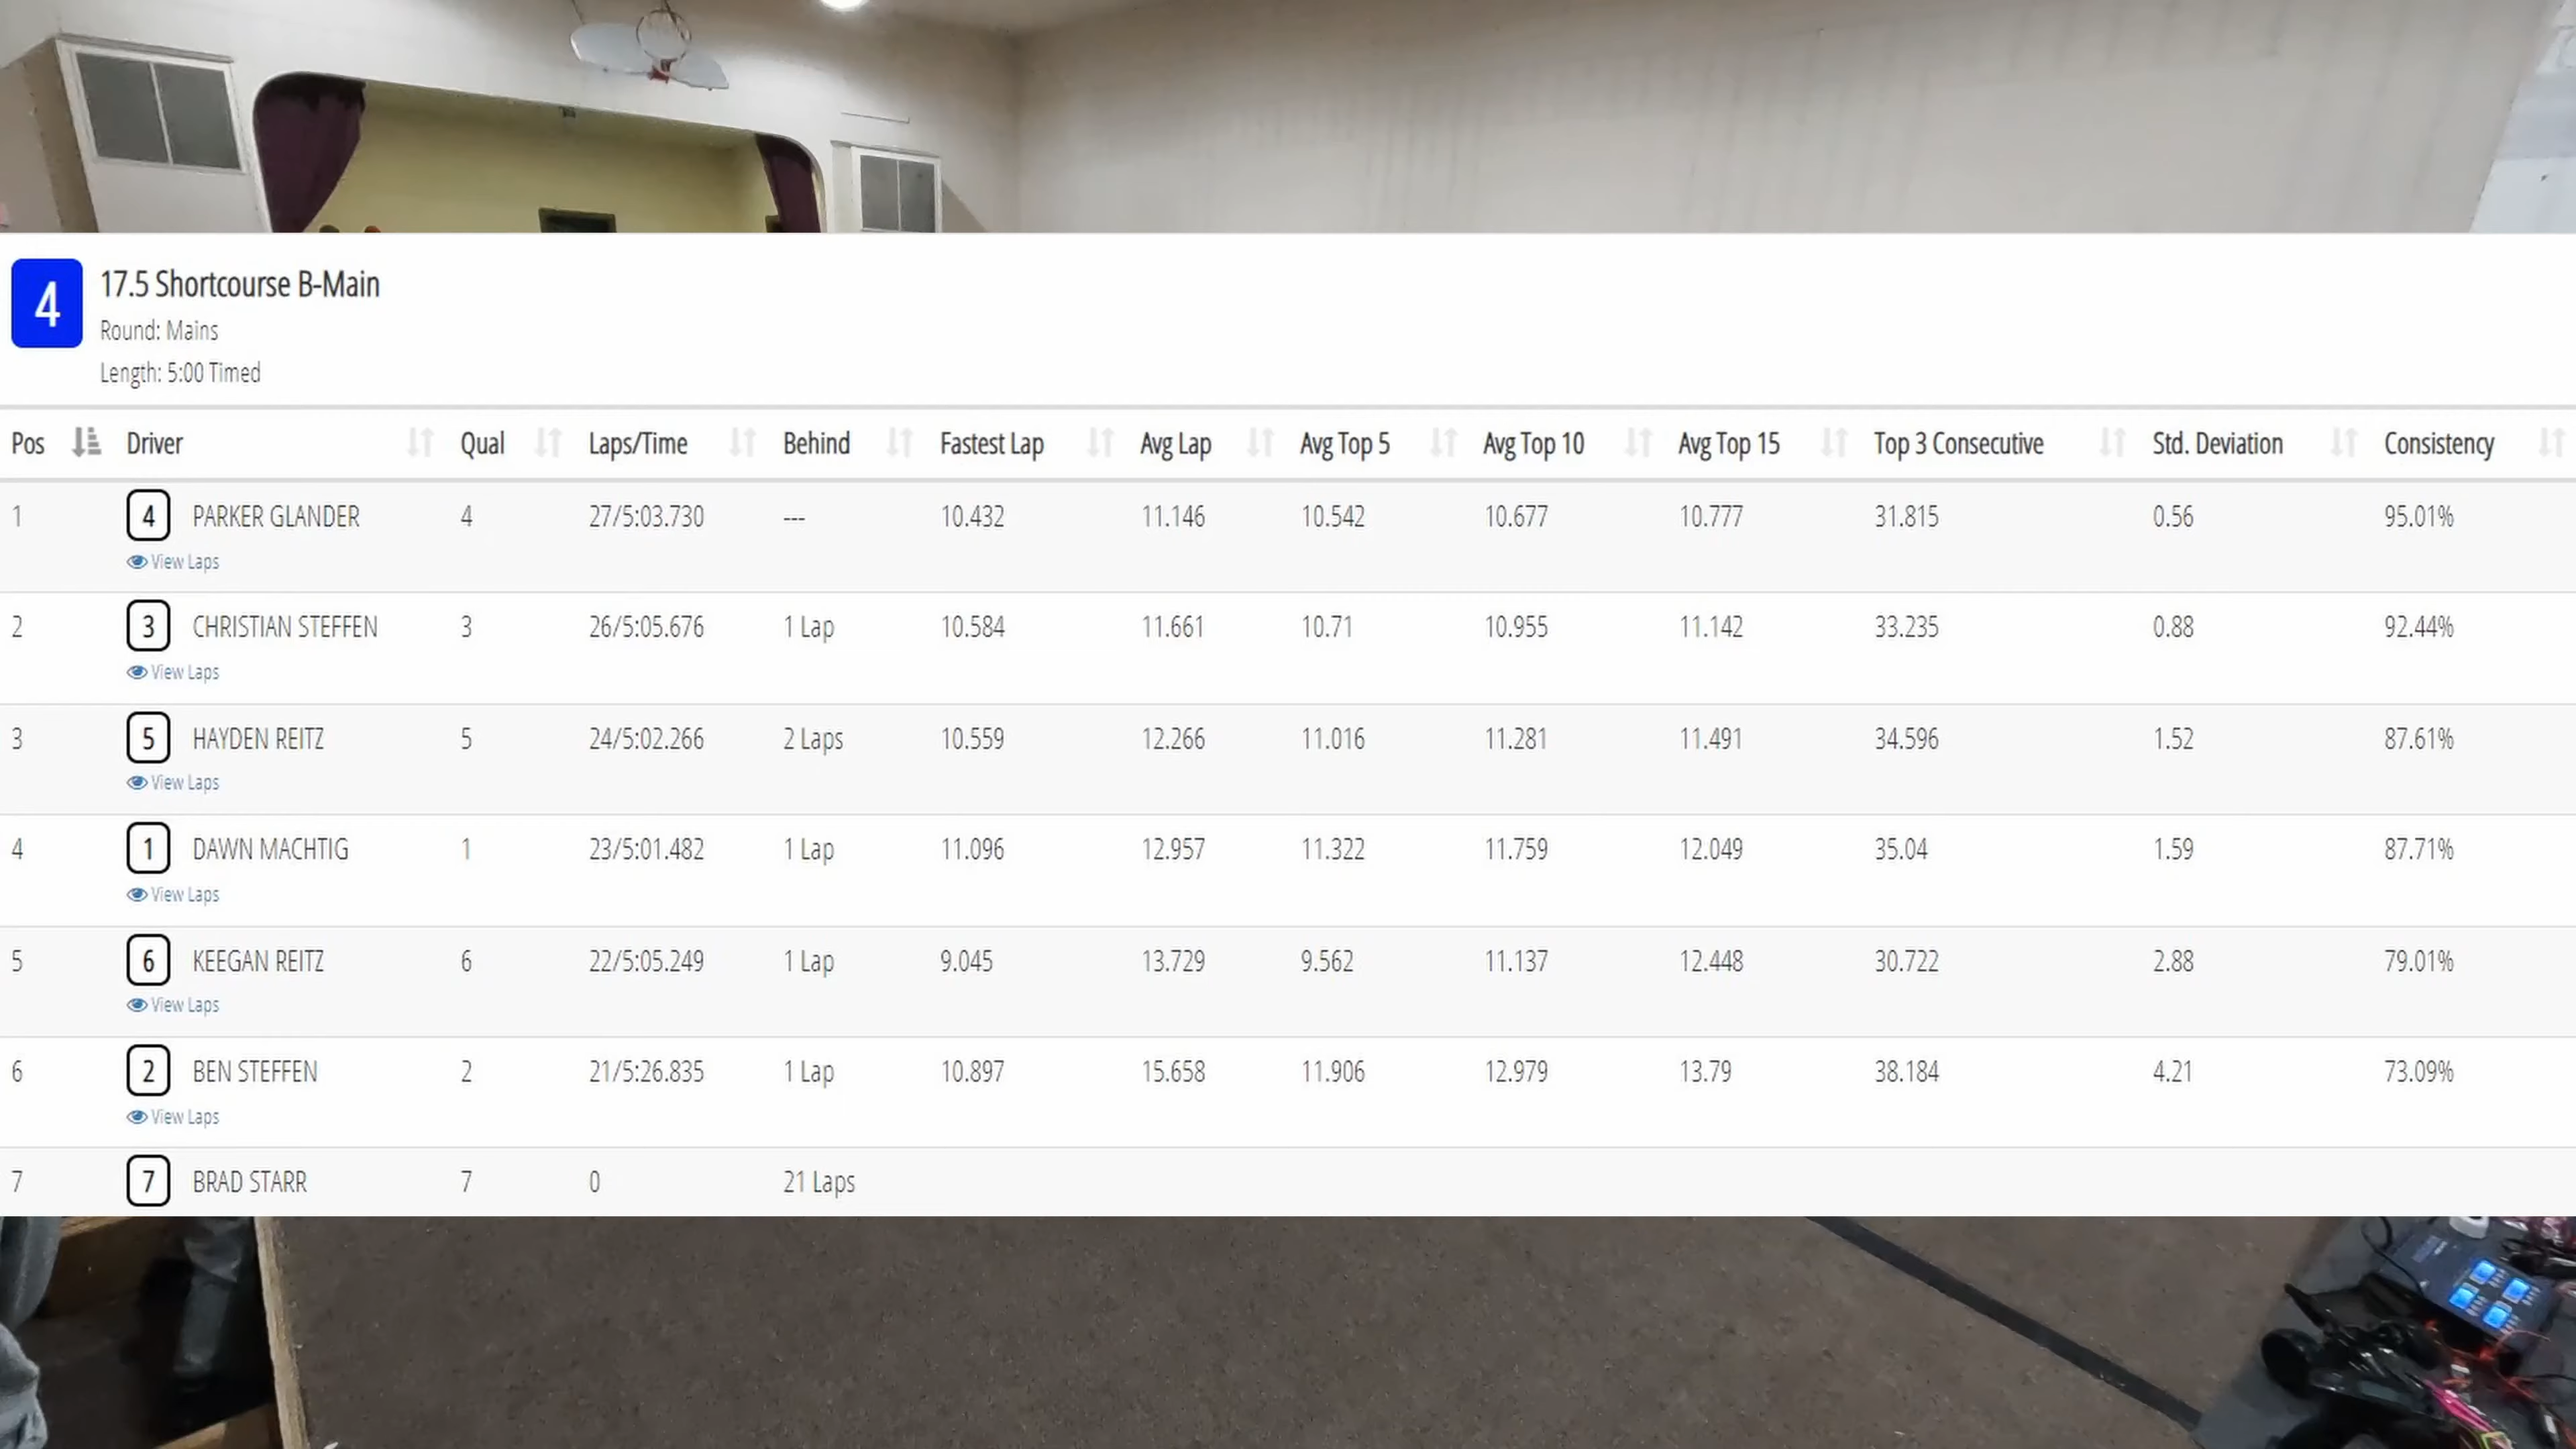 4
17.5 Shortcourse B-Main
Round: Mains
Length: 5:00 Timed
Pos Driver Qual Laps/Time Behind Fastest Lap Avg Lap Avg Top 5 Avg Top 10 Avg Top 15 Top 3 Consecutive Std. Deviation Consistency
1 4 PARKER GLANDER 4 27/5:03.730 --- 10.432 11.146 10.542 10.677 10.777 31.815 0.56 95.01%
View Laps
2 3 CHRISTIAN STEFFEN 3 26/5:05.676 1 Lap 10.584 11.661 10.71 10.955 11.142 33.235 0.88 92.44%
View Laps
3 5 HAYDEN REITZ 5 24/5:02.266 2 Laps 10.559 12.266 11.016 11.281 11.491 34.596 1.52 87.61%
View Laps
4 1 DAWN MACHTIG 1 23/5:01.482 1 Lap 11.096 12.957 11.322 11.759 12.049 35.04 1.59 87.71%
View Laps
5 6 KEEGAN REITZ 6 22/5:05.249 1 Lap 9.045 13.729 9.562 11.137 12.448 30.722 2.88 79.01%
View Laps
6 2 BEN STEFFEN 2 21/5:26.835 1 Lap 10.897 15.658 11.906 12.979 13.79 38.184 4.21 73.09%
View Laps
7 7 BRAD STARR 7 0 21 Laps